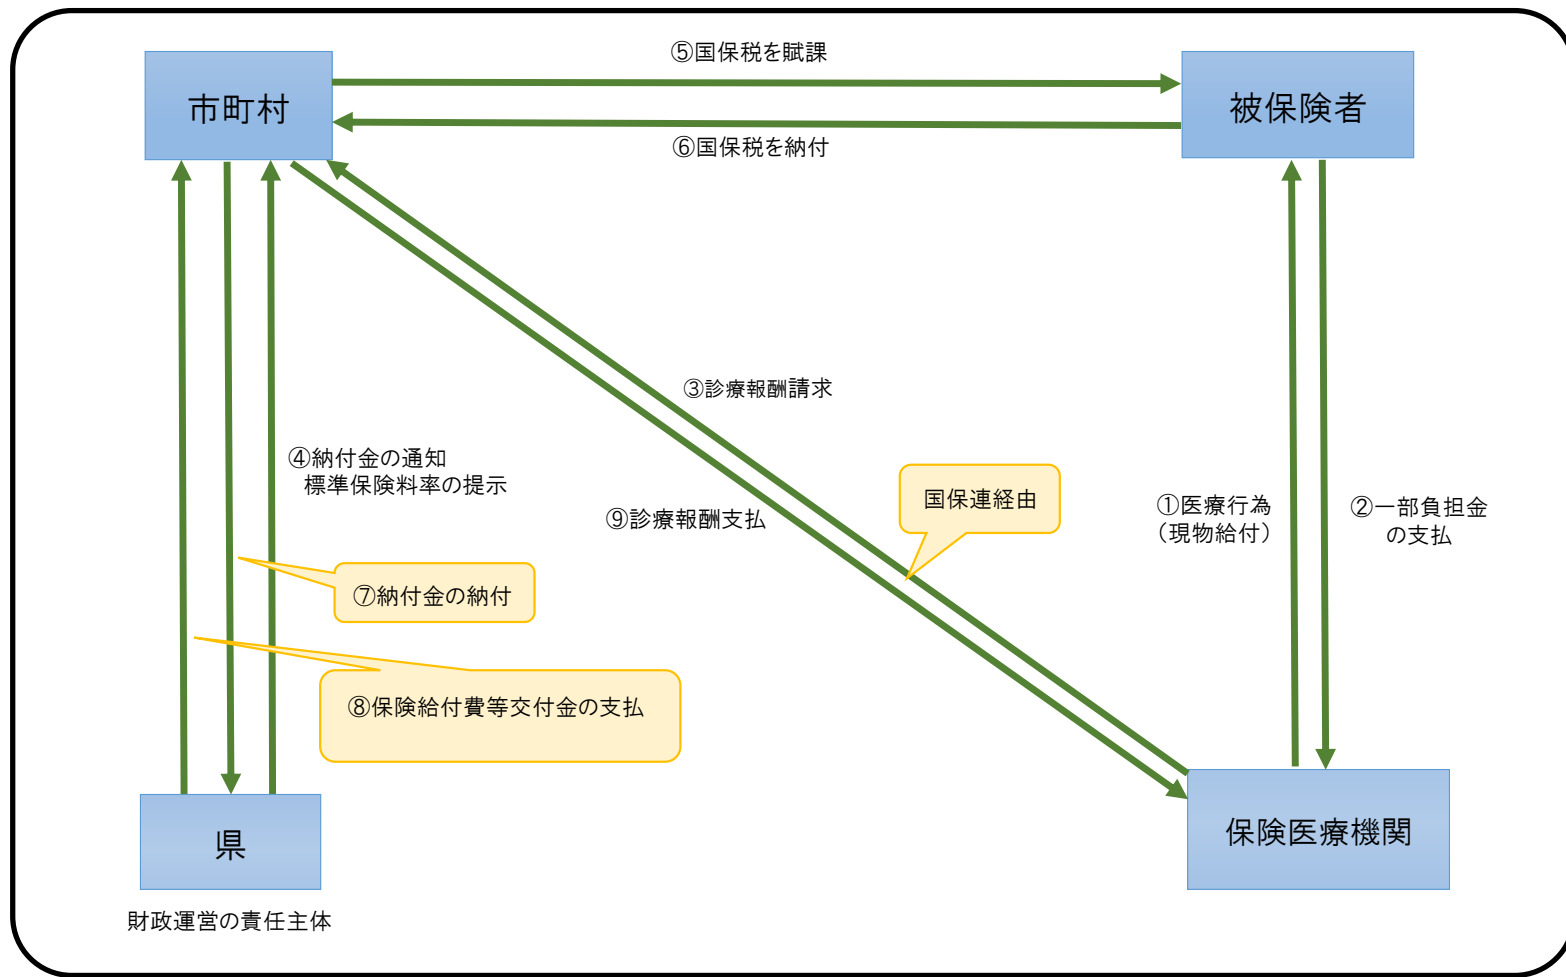 ⑤国保税を賦課
市町村
被保険者
⑥国保税を納付
③診療報酬請求
④納付金の通知
標準保険料率の提示
国保連経由
①医療行為
（現物給付）
②一部負担金
の支払
⑨診療報酬支払
⑦納付金の納付
⑧保険給付費等交付金の支払
県
保険医療機関
財政運営の責任主体